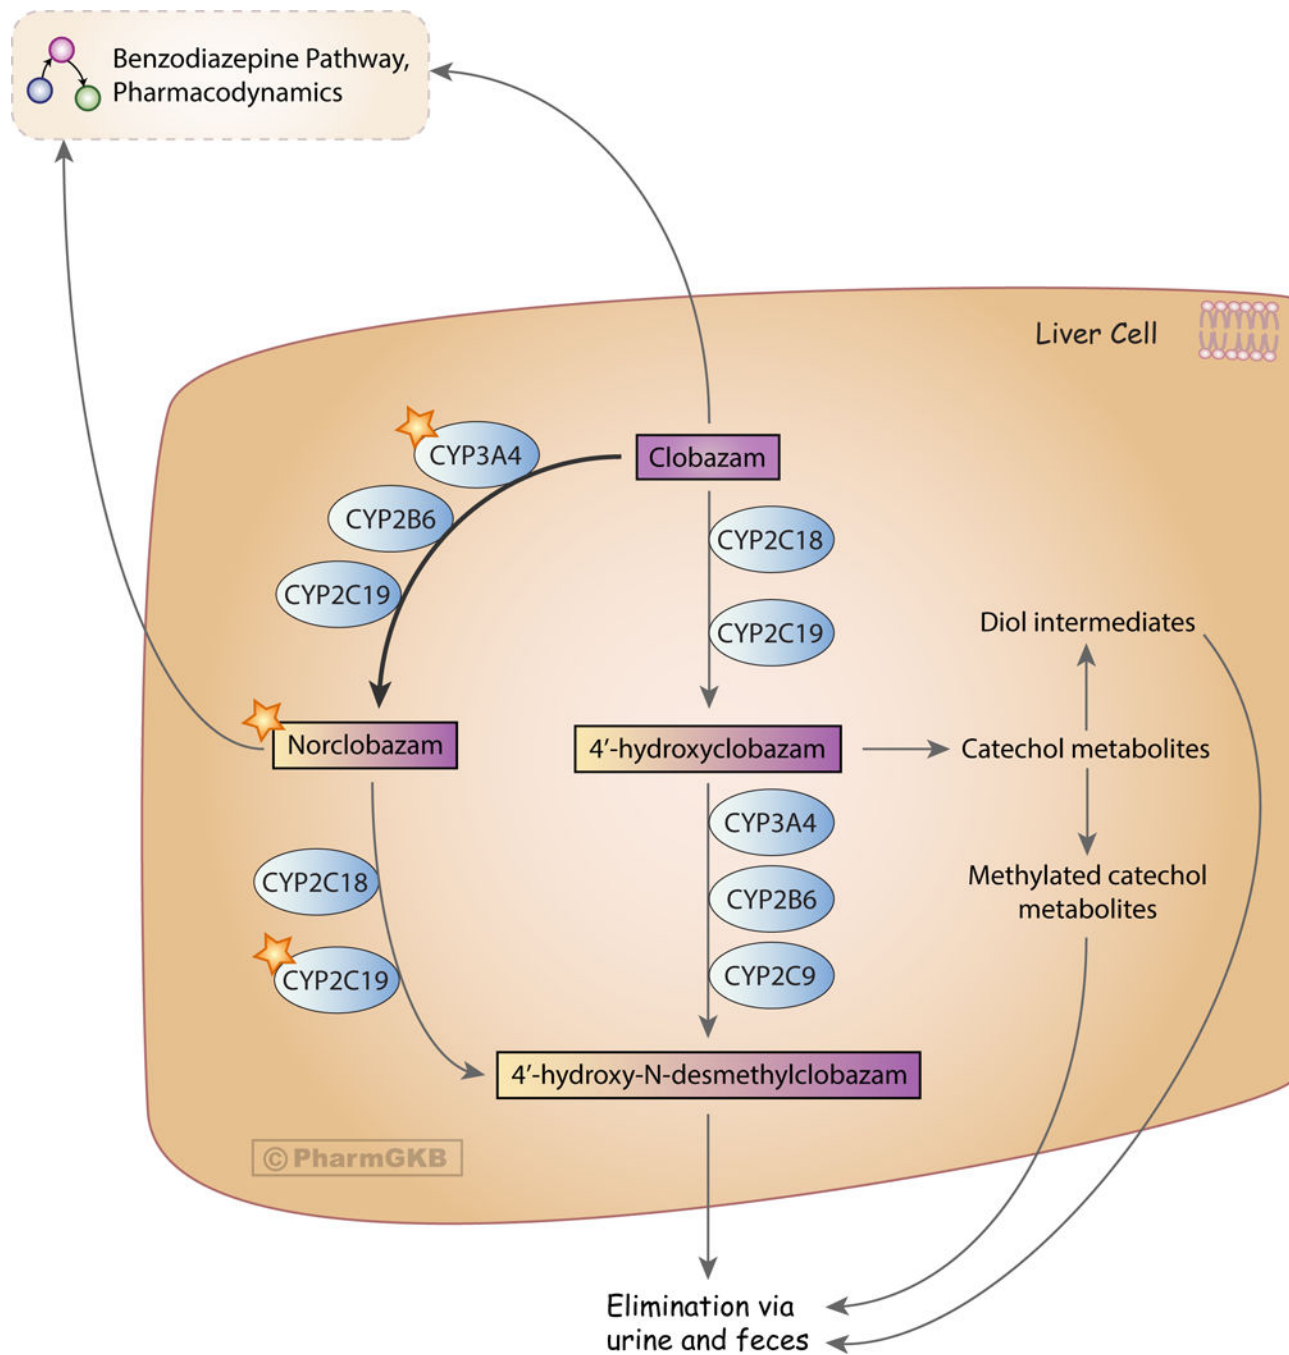 Benzodiazepine Pathway,
Pharmacodynamics
Liver Cell
CYP3A4
Clobazam
CYP2B6
CYP2C18
CYP2C19
CYP2C19
Diol intermediates
Norclobazam
4′-hydroxyclobazam
Catechol metabolites
CYP3A4
CYP2C18
Methylated catechol
metabolites
CYP2B6
CYP2C19
CYP2C9
4′-hydroxy-N-desmethylclobazam
© PharmGKB
Elimination via
urine and feces